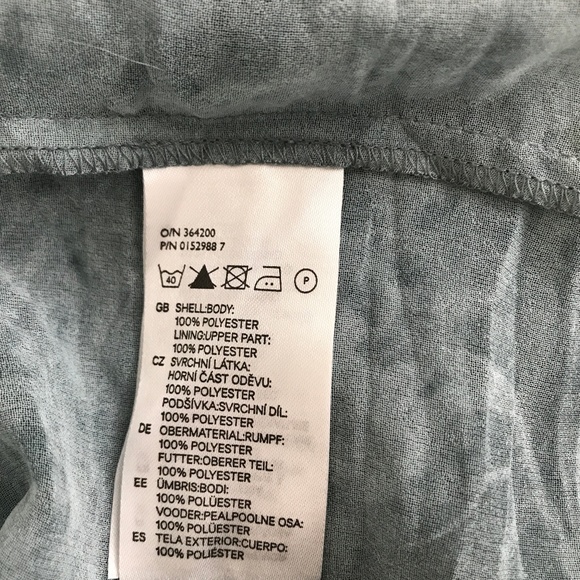 O/N 364200
P/N 0152988 7
40 P
GB SHELL:BODY:
100% POLYESTER
LINING:UPPER PART:
100% POLYESTER
CZ SVRCHNÍ LÁTKA:
HORNÍ ČÁST ODĚVU:
100% POLYESTER
PODŠÍVKA:SVRCHNÍ DÍL:
100% POLYESTER
DE OBERMATERIAL:RUMPF:
100% POLYESTER
FUTTER:OBERER TEIL:
100% POLYESTER
EE ÜMBRIS:BODI:
100% POLÜESTER
VOODER:PEALPOOLNE OSA:
100% POLÜESTER
ES TELA EXTERIOR:CUERPO:
100% POLIÉSTER